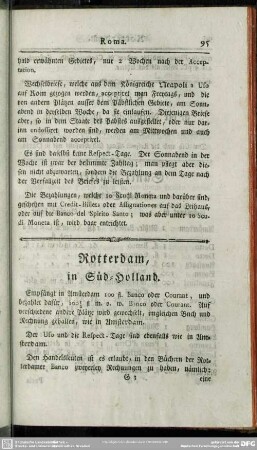 Roma. 95
und erwähnten Gebietes, nur 2 Wochen nach der Accep-
tation.
Wechselbriefe, welche aus dem Königreiche Neapoli a Uso
auf Rom gezogen werden, acceptiret man Freytags, und die
von andern Plätzen ausser dem Päbstlichen Gebiete, am Sonn-
abend in derselben Woche, da sie einlaufen. Diejenigen Briefe
aber, so in dem Staate des Pabstes ausgestellet, oder nur dar-
inn endossiret worden sind, werden am Mittwochen und auch
am Sonnabend acceptiret.
Es sind daselbst keine Respect-Tage. Der Sonnabend in der
Woche ist zwar der bestimmte Zahltag; man pflegt aber die-
sen nicht abzuwarten, sondern die Bezahlung an dem Tage nach
der Verfallzeit des Briefes zu leisten.
Die Bezahlungen, welche 10 Scudi Moneta und darüber sind,
geschehen mit Credit-Billets oder Assignationen auf das Leihhaus,
oder auf die Banco del Spirito Santo; was aber unter 10 Scu-
di Moneta ist, wird baar entrichtet.
Rotterdam,
in Süd-Holland.
Empfängt in Amsterdam 100 fl. Banco oder Courant, und
bezahlet dafür, fl. m. o. w. Banco oder Courant. Auf
verschiedene andere Plätze wird gewechselt, engleichen Buch und
Rechnung gehalten, wie in Amsterdam.
Der Uso und die Respect-Tage sind ebenfalls wie in Am-
sterdam.
Den Handelsleuten ist es erlaubt, in den Büchern der Rot-
terdamer Banco zweyerley Rechnungen zu haben, nämlich:
eine